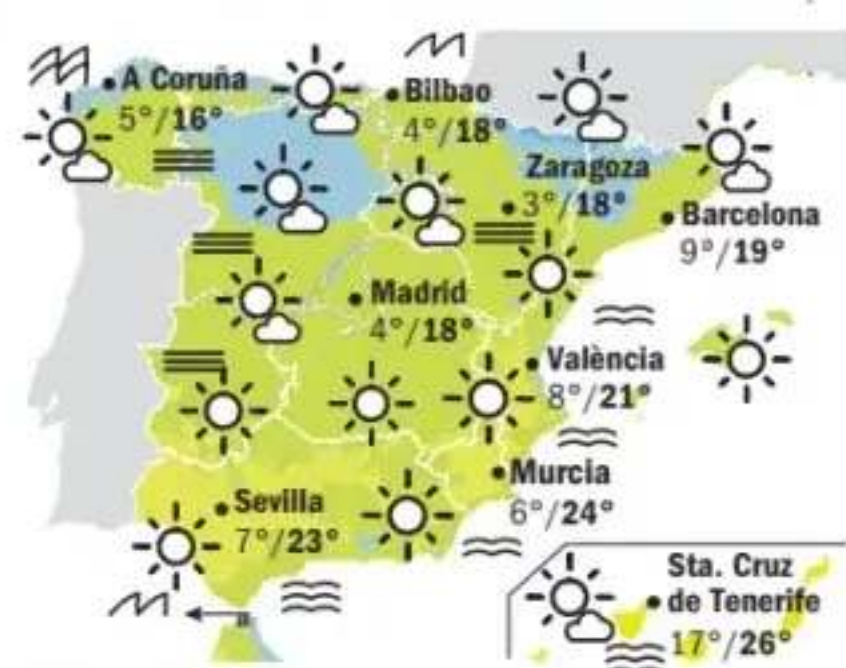 A Coruña
5°/16°
Bilbao
4°/18°
Zaragoza
3°/18°
Barcelona
9°/19°
Madrid
4°/18°
València
8°/21°
Murcia
6°/24°
Sevilla
7°/23°
Sta. Cruz
de Tenerife
17°/26°